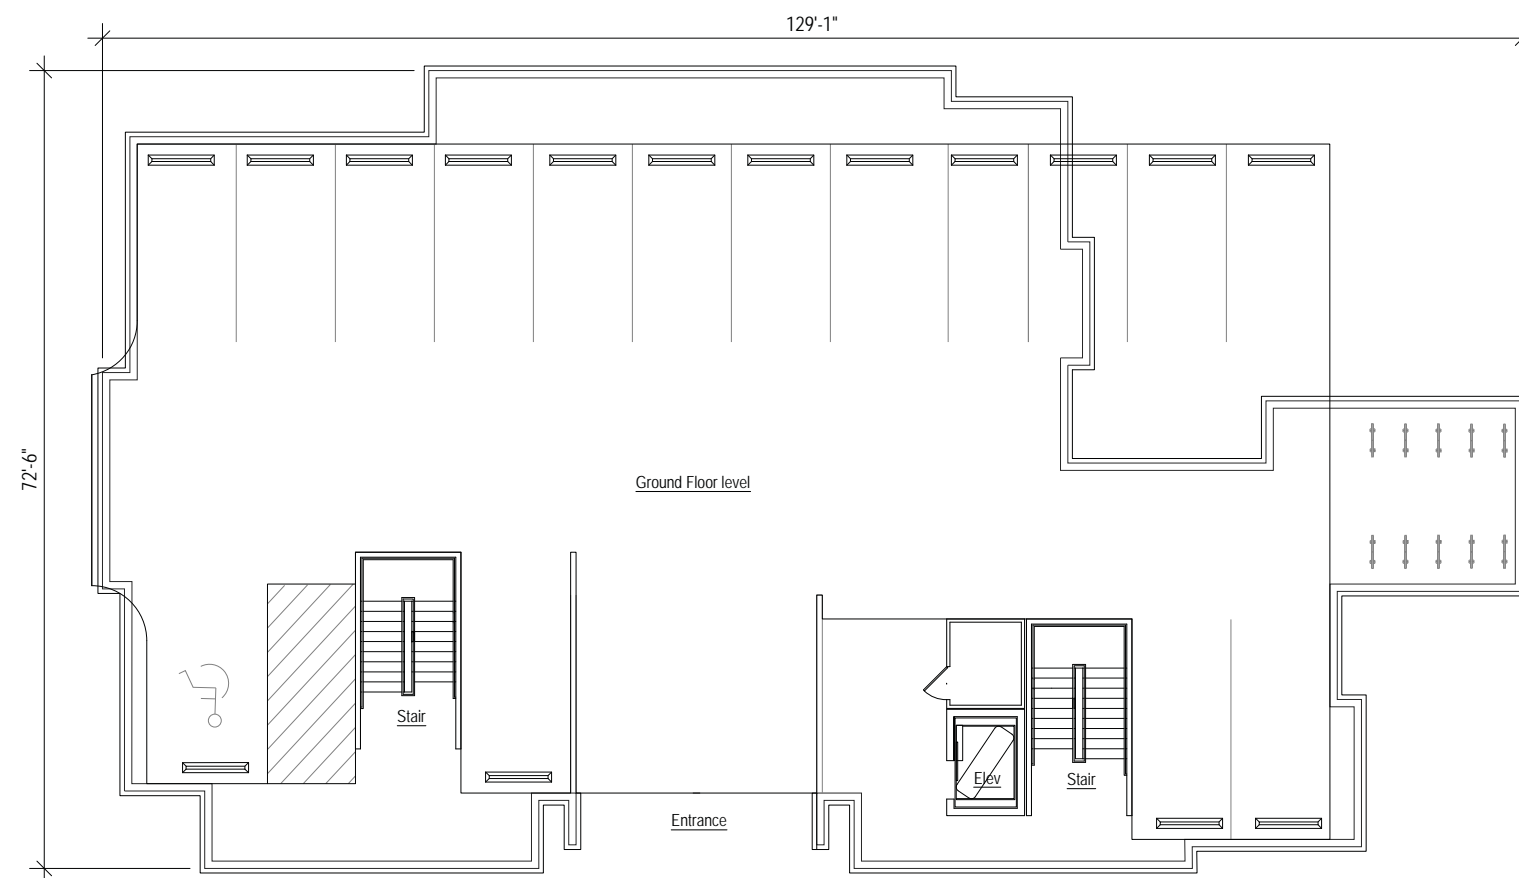 129'-1"
72'-6"
Ground Floor level
Stair
Elev
Stair
Entrance